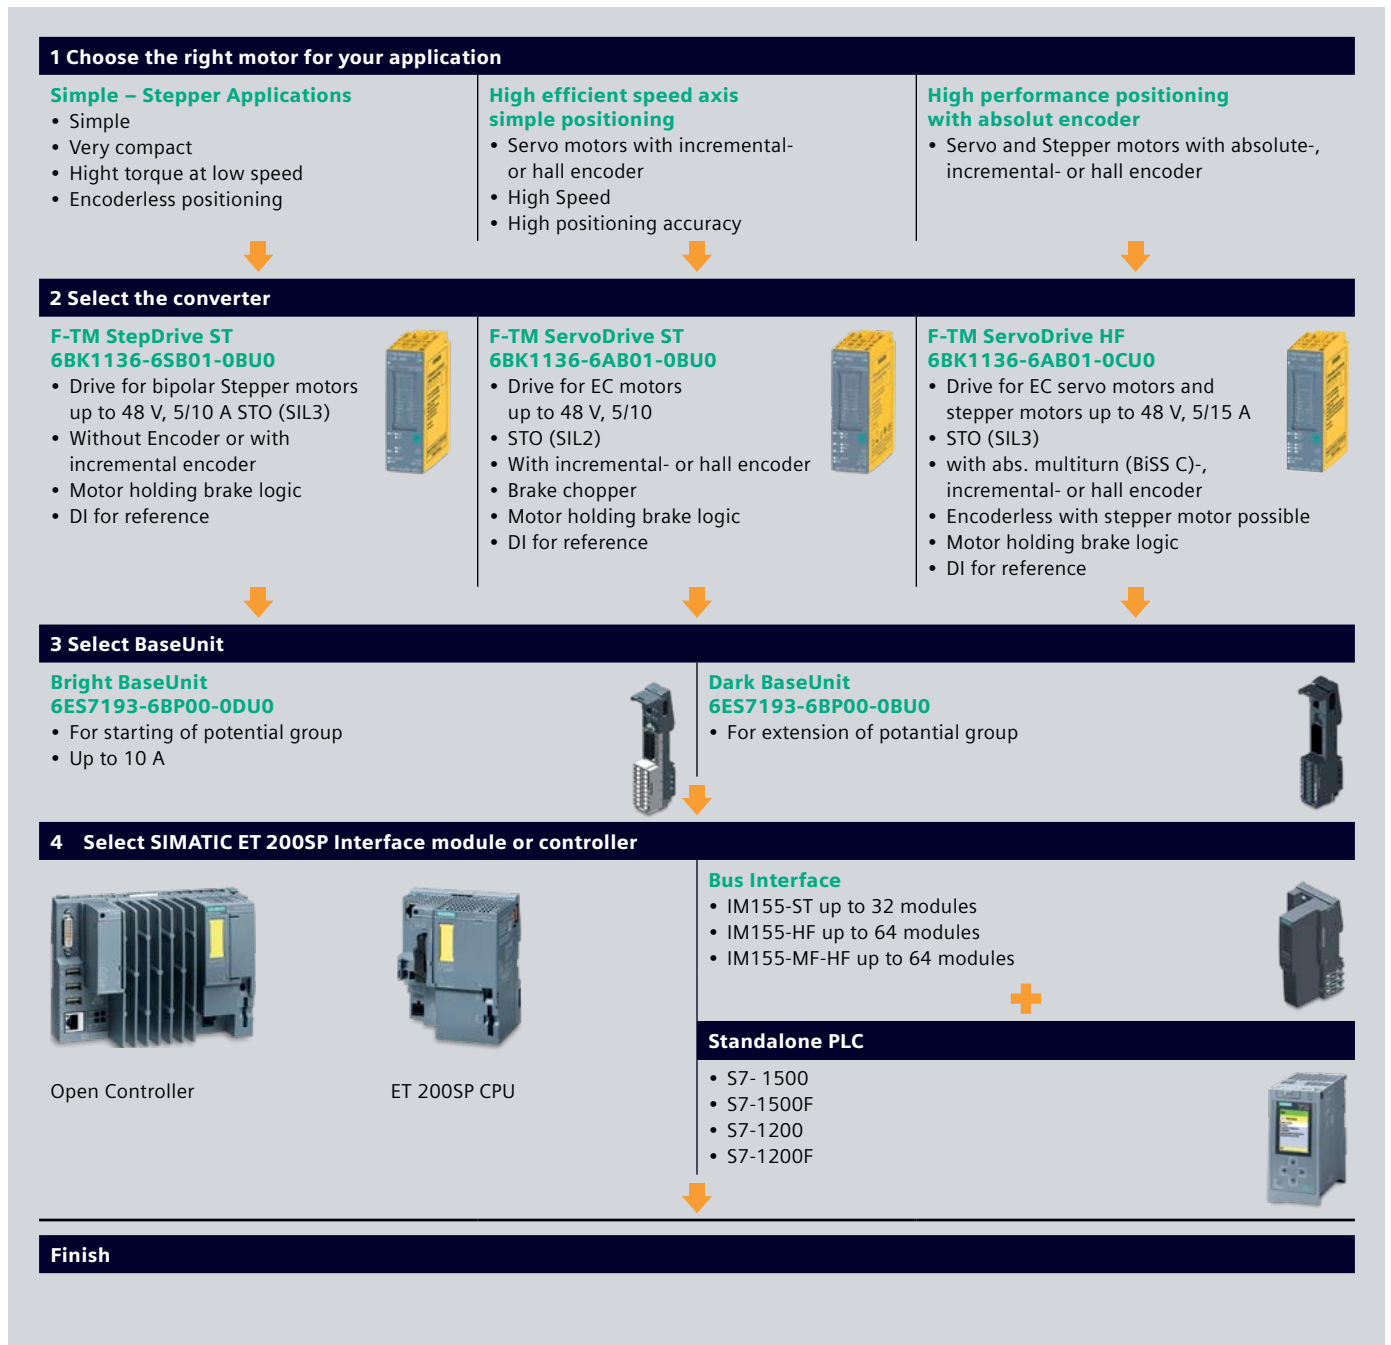 1 Choose the right motor for your application
Simple – Stepper Applications
• Simple
• Very compact
• Hight torque at low speed
• Encoderless positioning
High efficient speed axis
simple positioning
• Servo motors with incremental-
or hall encoder
• High Speed
• High positioning accuracy
High performance positioning
with absolut encoder
• Servo and Stepper motors with absolute-,
incremental- or hall encoder
2 Select the converter
F-TM StepDrive ST
6BK1136-6SB01-0BU0
• Drive for bipolar Stepper motors
up to 48 V, 5/10 A STO (SIL3)
• Without Encoder or with
incremental encoder
• Motor holding brake logic
• DI for reference
F-TM ServoDrive ST
6BK1136-6AB01-0BU0
• Drive for EC motors
up to 48 V, 5/10
• STO (SIL2)
• With incremental- or hall encoder
• Brake chopper
• Motor holding brake logic
• DI for reference
F-TM ServoDrive HF
6BK1136-6AB01-0CU0
• Drive for EC servo motors and
stepper motors up to 48 V, 5/15 A
• STO (SIL3)
• with abs. multiturn (BiSS C)-,
incremental- or hall encoder
• Encoderless with stepper motor possible
• Motor holding brake logic
• DI for reference
3 Select BaseUnit
Bright BaseUnit
6ES7193-6BP00-0DU0
• For starting of potential group
• Up to 10 A
Dark BaseUnit
6ES7193-6BP00-0BU0
• For extension of potantial group
4 Select SIMATIC ET 200SP Interface module or controller
Open Controller
ET 200SP CPU
Bus Interface
• IM155-ST up to 32 modules
• IM155-HF up to 64 modules
• IM155-MF-HF up to 64 modules
Standalone PLC
• S7- 1500
• S7-1500F
• S7-1200
• S7-1200F
Finish